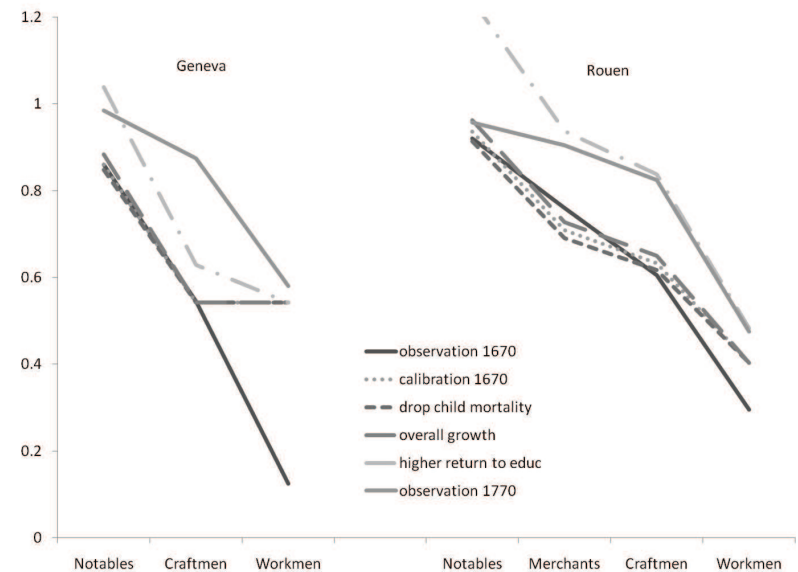 1.2
Geneva
Rouen
1
0.8
0.6
observation 1670
calibration 1670
0.4
drop child mortality
overall growth
higher return to educ
0.2
observation 1770
0
Notables Craftmen Workmen Notables Merchants Craftmen Workmen